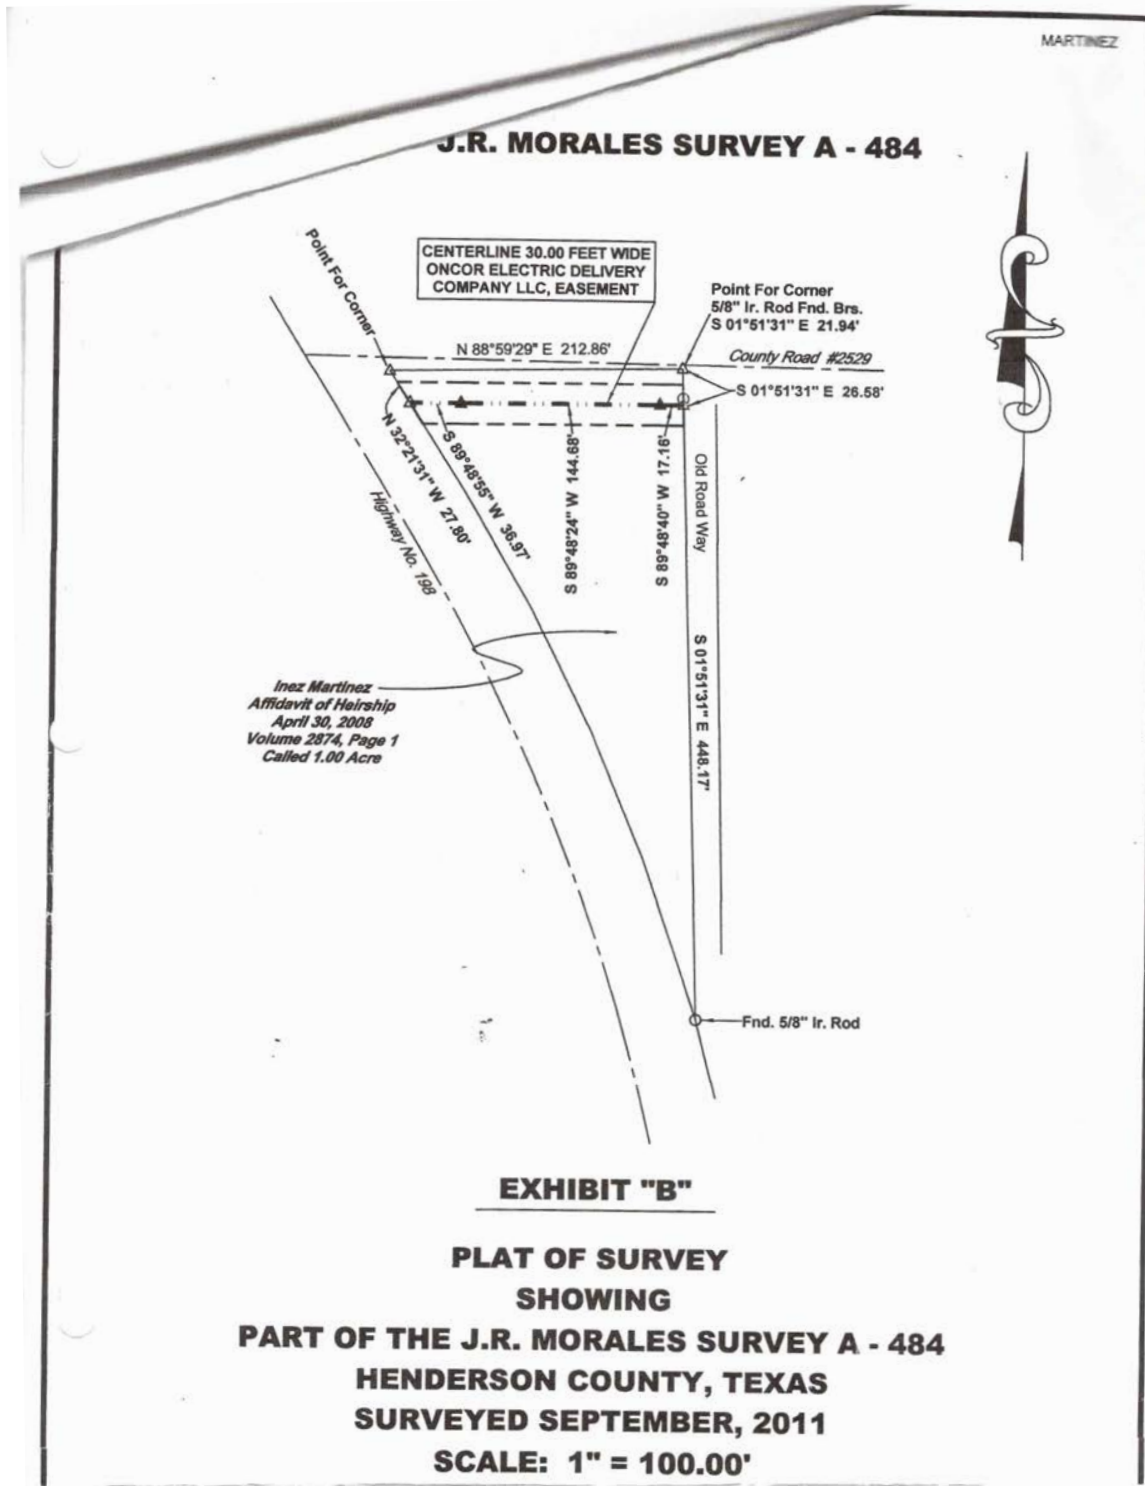 MARTINEZ
J.R. MORALES SURVEY A - 484
Point For Corner
CENTERLINE 30.00 FEET WIDE
ONCOR ELECTRIC DELIVERY
COMPANY LLC, EASEMENT
Point For Corner
5/8" Ir. Rod Fnd. Brs.
S 01°51'31" E 21.94'
N 88°59'29" E 212.86'
County Road #2529
S 01°51'31" E 26.58'
N 32°21'31" W 27.80'
S 89°48'55" W 36.97'
S 89°48'24" W 144.68'
S 89°48'40" W 17.16'
Old Road Way
Highway No. 198
S 01°51'31" E 448.17'
Inez Martinez
Affidavit of Heirship
April 30, 2008
Volume 2874, Page 1
Called 1.00 Acre
Fnd. 5/8" Ir. Rod
EXHIBIT "B"
PLAT OF SURVEY
SHOWING
PART OF THE J.R. MORALES SURVEY A - 484
HENDERSON COUNTY, TEXAS
SURVEYED SEPTEMBER, 2011
SCALE: 1" = 100.00'